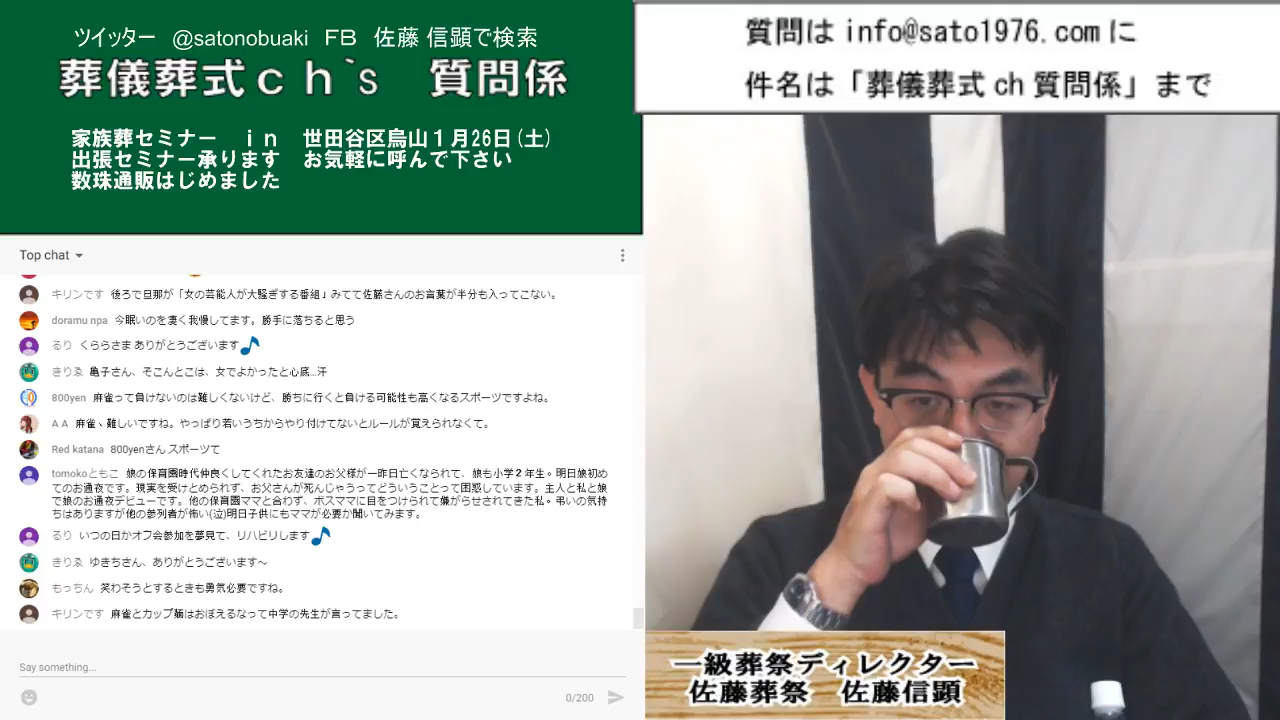 ツイッター @satonobuaki FB 佐藤 信顕で検索
葬儀葬式ch`s 質問係
家族葬セミナー in 世田谷区烏山1月26日(土)
出張セミナー承ります お気軽に呼んで下さい
数珠通販はじめました
質問は info@sato1976.com に
件名は「葬儀葬式 ch 質問係」まで
Top chat
キリンです 後ろで旦那が「女の芸能人が大騒ぎする番組」みてて佐藤さんのお言葉が半分も入ってこない。
doramu npa 今眠いのを凄く我慢してます。勝手に落ちると思う
るり くららさま ありがとうございます
きりゑ 亀子さん、そこんとこは、女でよかったと心底...汗
800yen 麻雀って負けないのは難しくないけど、勝ちに行くと負ける可能性も高くなるスポーツですよね。
A A 麻雀、難しいですね。やっぱり若いうちからやり付けてないとルールが覚えられなくて。
Red katana 800yenさん スポーツて
tomokoともこ 娘の保育園時代仲良くしてくれたお友達のお父様が一昨日亡くなられて、娘も小学2年生。明日娘初め
てのお通夜です。現実を受けとめられず、お父さんが死んじゃうってどういうことって困惑しています。主人と私と娘
で娘のお通夜デビューです。他の保育園ママと合わず、ボスママに目をつけられて嫌がらせされてきた私。弔いの気持
ちはありますが他の参列者が怖い(泣)明日子供にもママが必要か聞いてみます。
るり いつの日かオフ会参加を夢見て、リハビリします
きりゑ ゆきちさん、ありがとうございます〜
もっちん 笑わそうとするときも勇気必要ですね。
キリンです 麻雀とカップ麺はおぼえるなって中学の先生が言ってました。
Say something...
0/200
一級葬祭ディレクター
佐藤葬祭 佐藤信顕